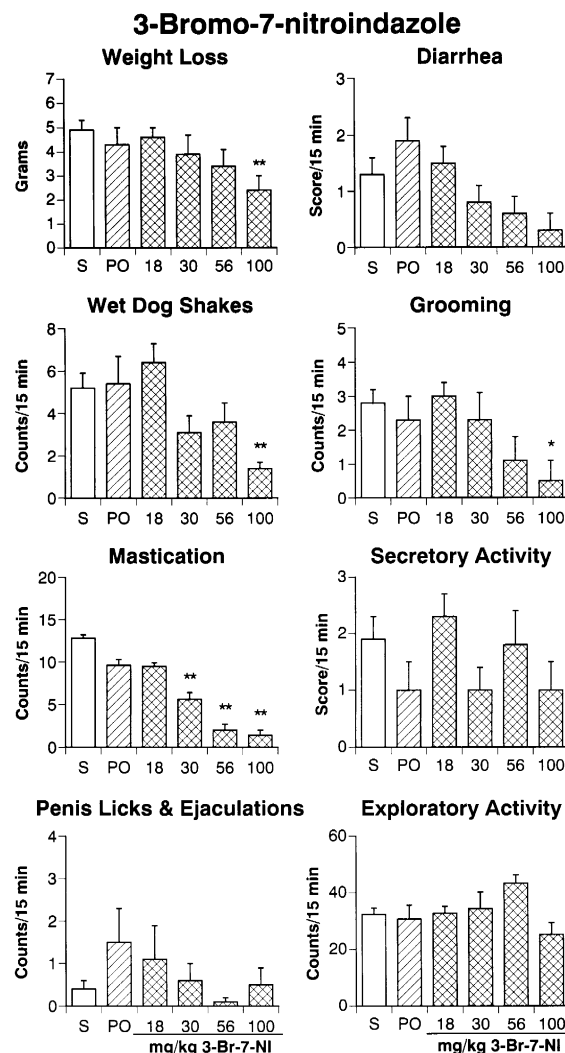 3-Bromo-7-nitroindazole
Weight Loss
Grams
7
6
5
4
3
2
1
0
S PO 18 30 56 100
**
Diarrhea
Score/15 min
3
2
1
0
S PO 18 30 56 100
Wet Dog Shakes
Counts/15 min
8
6
4
2
0
S PO 18 30 56 100
**
Grooming
Counts/15 min
5
4
3
2
1
0
S PO 18 30 56 100
*
Mastication
Counts/15 min
20
15
10
5
0
S PO 18 30 56 100
** ** **
Secretory Activity
Score/15 min
3
2
1
0
S PO 18 30 56 100
Penis Licks & Ejaculations
Counts/15 min
4
3
2
1
0
S PO 18 30 56 100
mg/kg 3-Br-7-NI
Exploratory Activity
Counts/15 min
60
40
20
0
S PO 18 30 56 100
mg/kg 3-Br-7-NI